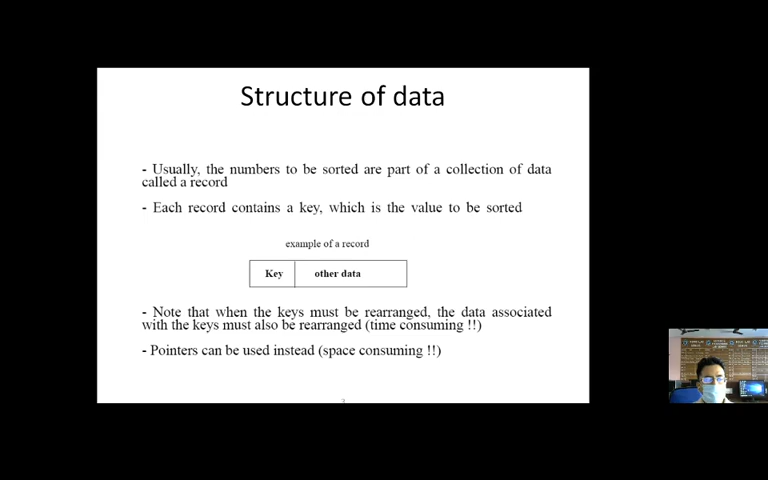 Structure of data
- Usually, the numbers to be sorted are part of a collection of data
called a record
- Each record contains a key, which is the value to be sorted
example of a record
Key other data
- Note that when the keys must be rearranged, the data associated
with the keys must also be rearranged (time consuming !!)
- Pointers can be used instead (space consuming !!)
3